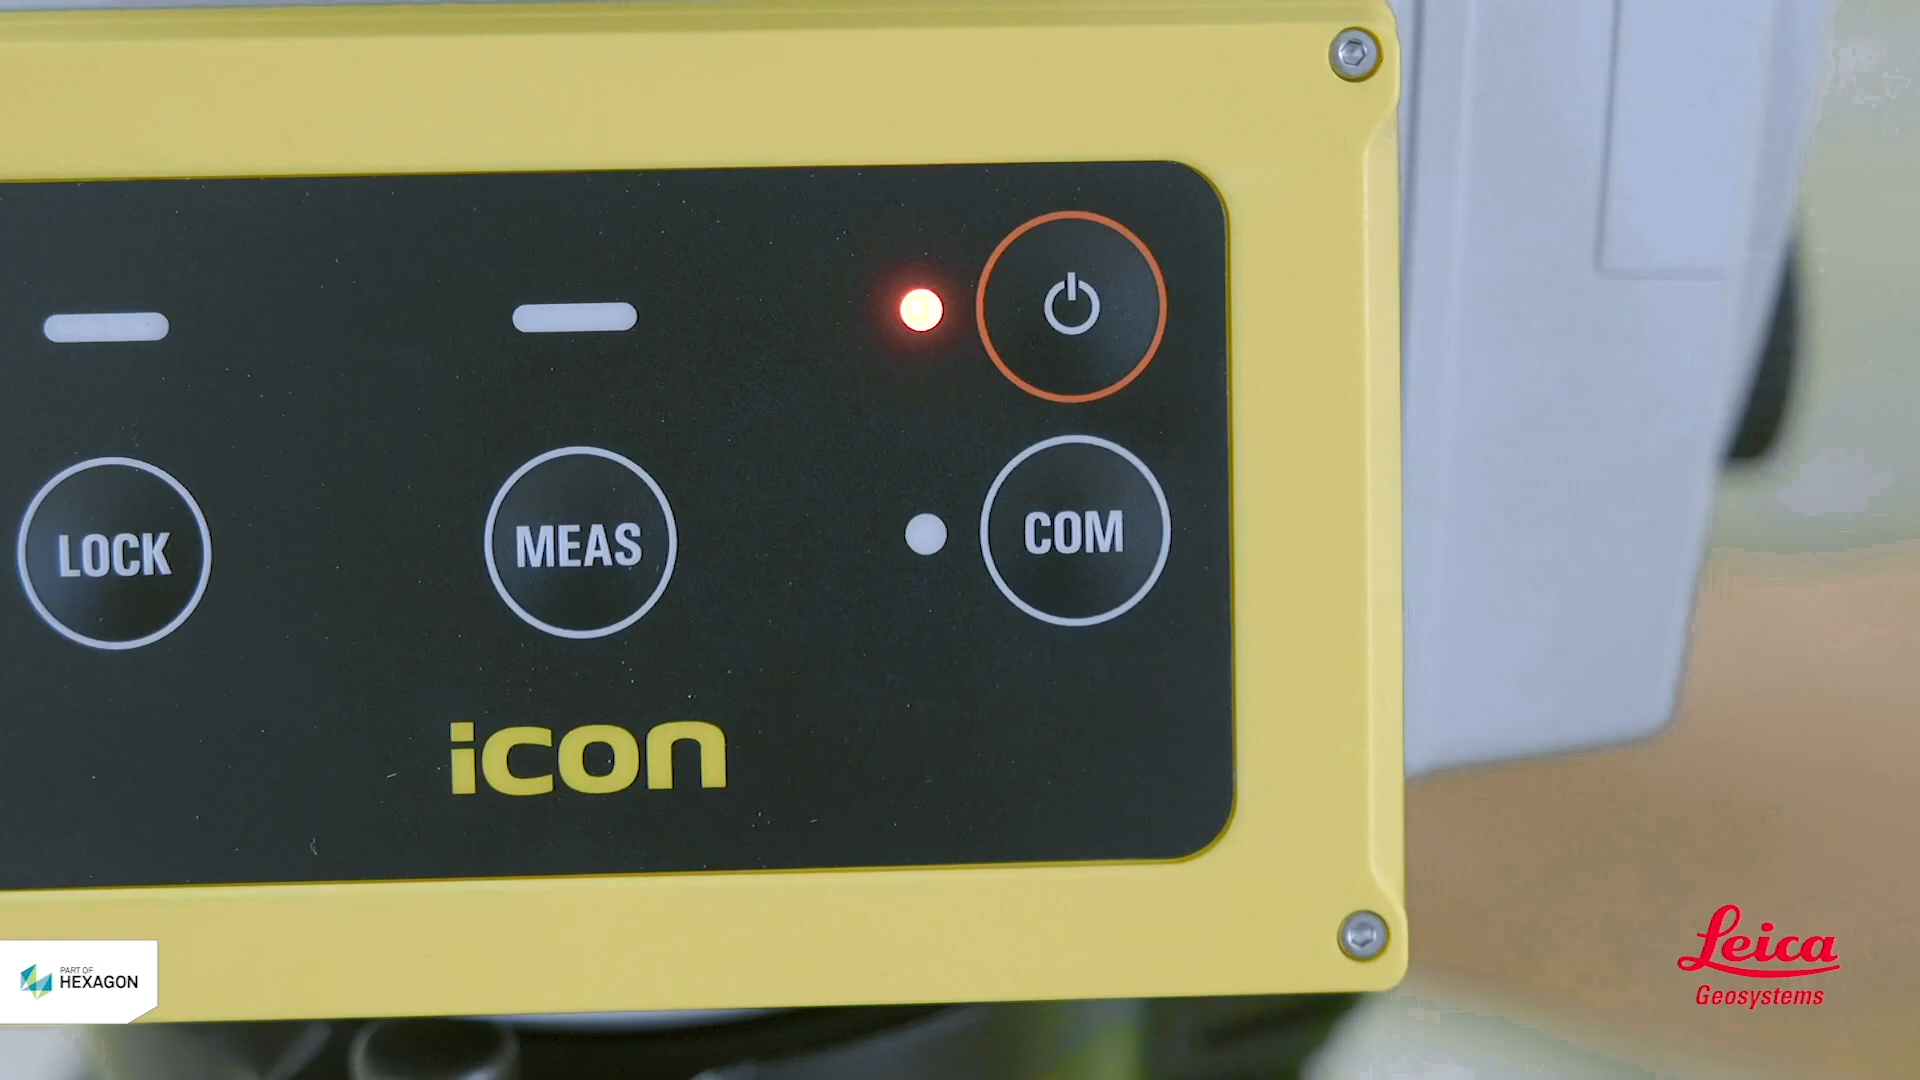 LOCK
MEAS
COM
icon
PART OF
HEXAGON
Leica
Geosystems